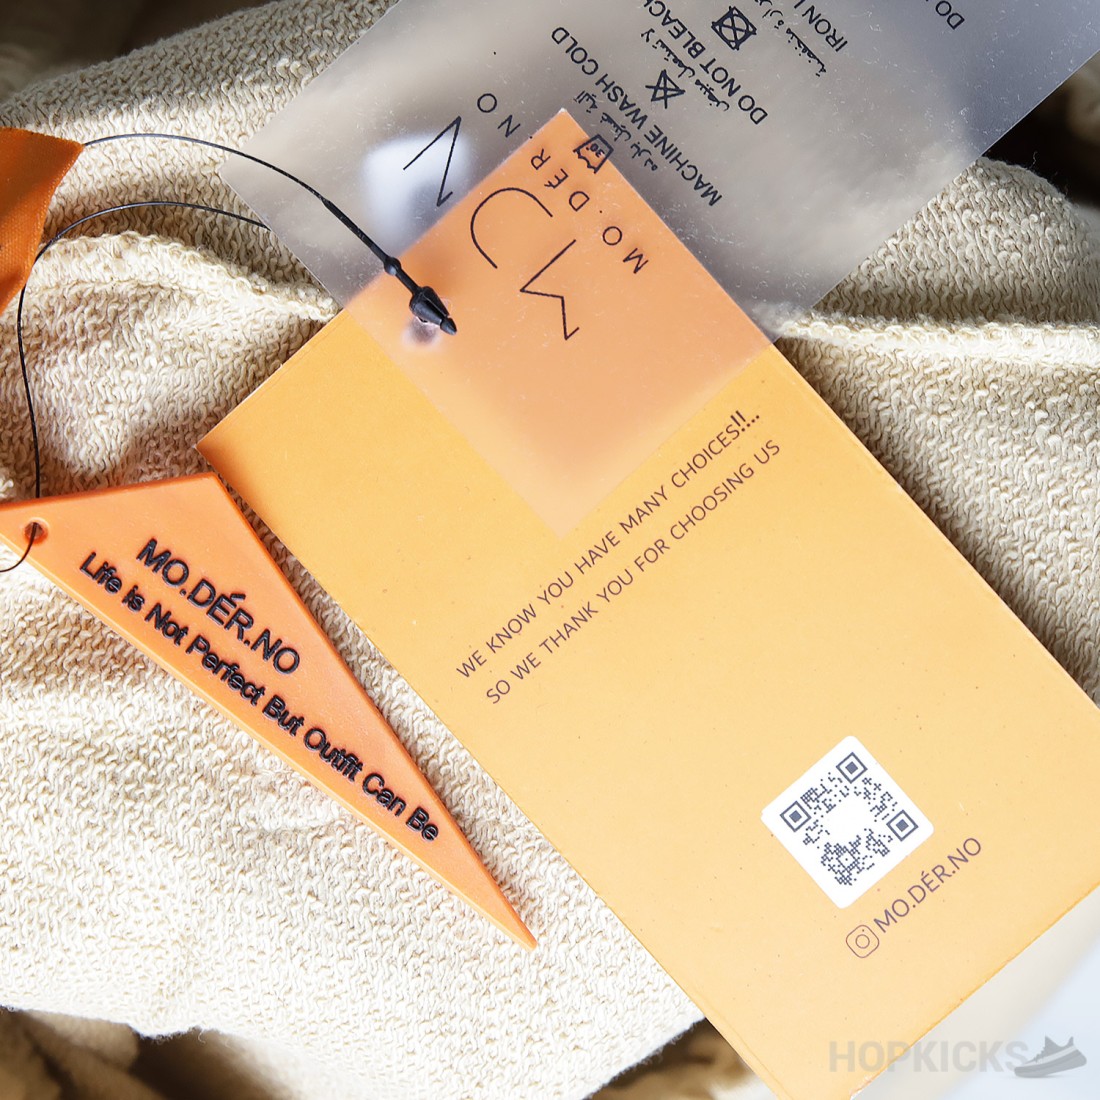 MO.DÉR.NO
Life is Not Perfect But Outfit Can Be
WE KNOW YOU HAVE MANY CHOICES!!..
SO WE THANK YOU FOR CHOOSING US
MO.DÉR.NO
MO DÉR NO
30°
MACHINE WASH COLD
DO NOT BLEACH
IRON
DO
HOPKICKS